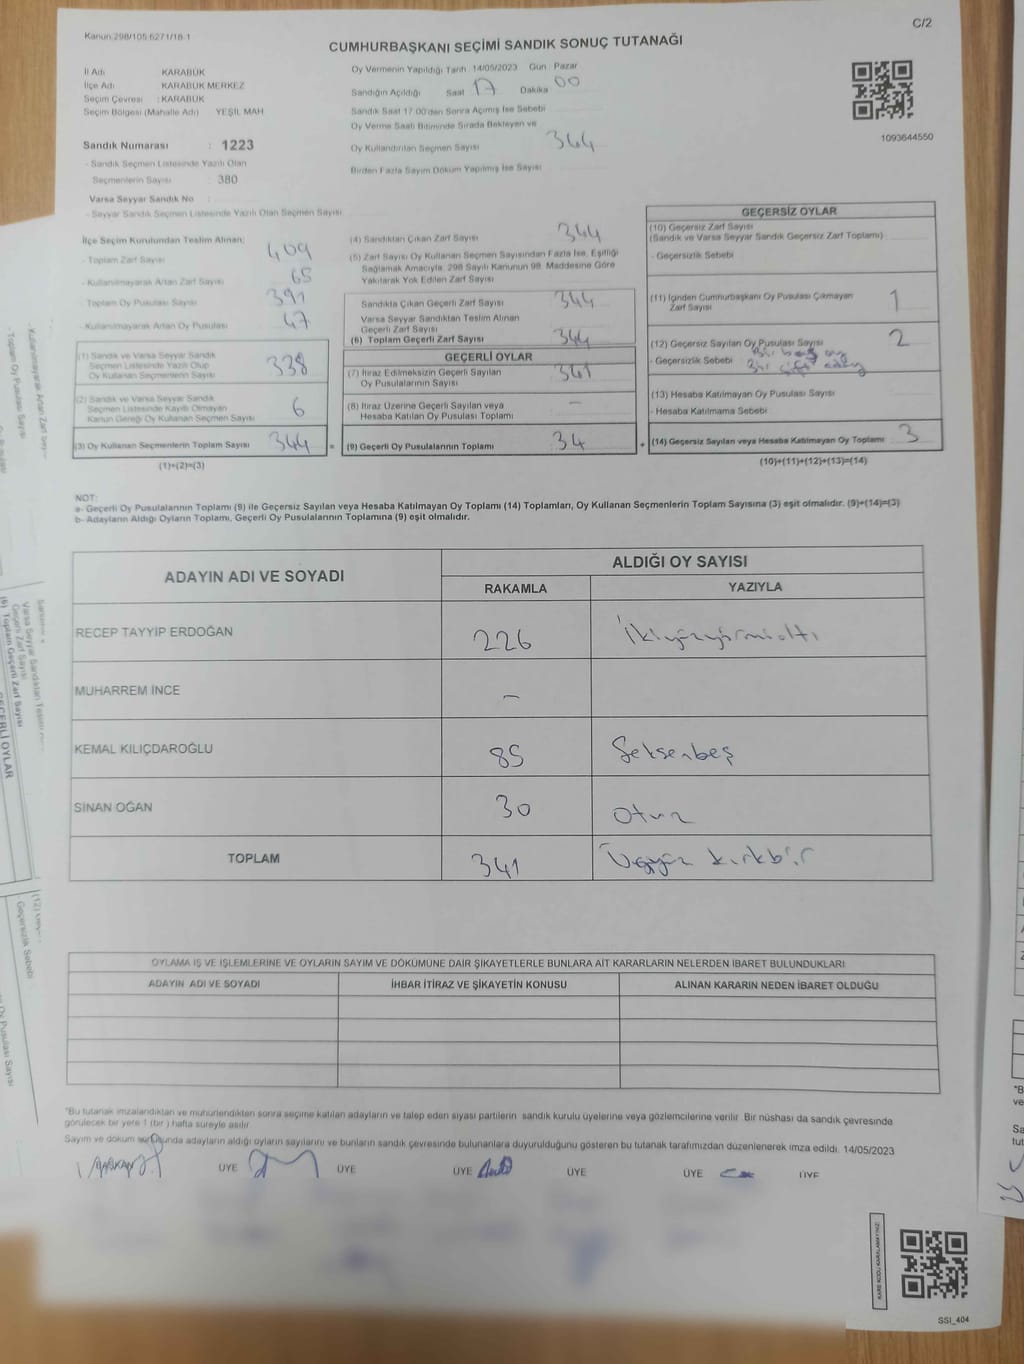 C/2
Kanun:298/105.6271/18.1
CUMHURBAŞKANI SEÇİMİ SANDIK SONUÇ TUTANAĞI
İl Adı KARABÜK
İlçe Adı KARABÜK MERKEZ
Seçim Çevresi : KARABÜK
Seçim Bölgesi (Mahalle Adı) YEŞİL MAH
Sandık Numarası : 1223
- Sandık Seçmen Listesinde Yazılı Olan
Seçmenlerin Sayısı : 380
Varsa Seyyar Sandık No
- Seyyar Sandık Seçmen Listesinde Yazılı Olan Seçmen Sayısı
Oy Vermenin Yapıldığı Tarih 14/05/2023 Gün Pazar
Sandığın Açıldığı Saat 17 Dakika 00
Sandık Saat 17:00'den Sonra Açımış İse Sebebi
Oy Verme Saati Bitiminde Sırada Bekleyen ve
Oy Kullandırılan Seçmen Sayısı 344
Birden Fazla Sayım Döküm Yapılmış İse Sayısı
1093644550
İlçe Seçim Kurulundan Teslim Alınan;
- Toplam Zarf Sayısı 409
- Kullanılmayarak Artan Zarf Sayısı 65
- Toplam Oy Pusulası Sayısı 391
- Kullanılmayarak Artan Oy Pusulası 47
(1) Sandık ve Varsa Seyyar Sandık
Seçmen Listesinde Yazılı Olup
Oy Kullanan Seçmenlerin Sayısı 338
(2) Sandık ve Varsa Seyyar Sandık
Seçmen Listesinde Kayıtlı Olmayan
Kanun Gereği Oy Kullanan Seçmen Sayısı 6
(3) Oy Kullanan Seçmenlerin Toplam Sayısı 344 =
(1)+(2)=(3)
(4) Sandıktan Çıkan Zarf Sayısı 344
(5) Zarf Sayısı Oy Kullanan Seçmen Sayısından Fazla İse, Eşitliği
Sağlamak Amacıyla, 298 Sayılı Kanunun 98. Maddesine Göre
Yakılarak Yok Edilen Zarf Sayısı
Sandıkta Çıkan Geçerli Zarf Sayısı 344
Varsa Seyyar Sandıktan Teslim Alınan
Geçerli Zarf Sayısı
(6) Toplam Geçerli Zarf Sayısı 344
GEÇERLİ OYLAR
(7) İtiraz Edilmeksizin Geçerli Sayılan
Oy Pusulalarının Sayısı 341
(8) İtiraz Üzerine Geçerli Sayılan veya
Hesaba Katılan Oy Pusulası Toplamı —
(9) Geçerli Oy Pusulalarının Toplamı 34 +
GEÇERSİZ OYLAR
(10) Geçersiz Zarf Sayısı
(Sandık ve Varsa Seyyar Sandık Geçersiz Zarf Toplamı)
- Geçersizlik Sebebi
(11) İçinden Cumhurbaşkanı Oy Pusulası Çıkmayan
Zarf Sayısı 1
(12) Geçersiz Sayılan Oy Pusulası Sayısı 2
- Geçersizlik Sebebi Bir boş oy
Bir çift
(13) Hesaba Katılmayan Oy Pusulası Sayısı
- Hesaba Katılmama Sebebi
(14) Geçersiz Sayılan veya Hesaba Katılmayan Oy Toplamı 3
(10)+(11)+(12)+(13)=(14)
NOT:
a- Geçerli Oy Pusulalarının Toplamı (9) ile Geçersiz Sayılan veya Hesaba Katılmayan Oy Toplamı (14) Toplamları, Oy Kullanan Seçmenlerin Toplam Sayısına (3) eşit olmalıdır. (9)+(14)=(3)
b- Adayların Aldığı Oyların Toplamı, Geçerli Oy Pusulalarının Toplamına (9) eşit olmalıdır.
ADAYIN ADI VE SOYADI
ALDIĞI OY SAYISI
RAKAMLA YAZIYLA
RECEP TAYYİP ERDOĞAN 226 İkiyüzyirmialtı
MUHARREM İNCE —
KEMAL KILIÇDAROĞLU 85 Seksenbeş
SİNAN OĞAN 30 Otuz
TOPLAM 341 Üçyüz kırkbir
OYLAMA İŞ VE İŞLEMLERİNE VE OYLARIN SAYIM VE DÖKÜMÜNE DAİR ŞİKAYETLERLE BUNLARA AİT KARARLARIN NELERDEN İBARET BULUNDUKLARI
ADAYIN ADI VE SOYADI İHBAR İTİRAZ VE ŞİKAYETİN KONUSU ALINAN KARARIN NEDEN İBARET OLDUĞU
*Bu tutanak imzalandıktan ve mühürlendikten sonra seçime katılan adayların ve talep eden siyasi partilerin sandık kurulu üyelerine veya gözlemcilerine verilir. Bir nüshası da sandık çevresinde
görülecek bir yere 1 (bir) hafta süreyle asılır.
Sayım ve döküm sonunda adayların aldığı oyların sayılarını ve bunların sandık çevresinde bulunanlara duyurulduğunu gösteren bu tutanak tarafımızdan düzenlenerek imza edildi. 14/05/2023
BAŞKAN ÜYE ÜYE ÜYE ÜYE ÜYE ÜYE
KARE KODU KARALAMAYINIZ
SSI_404